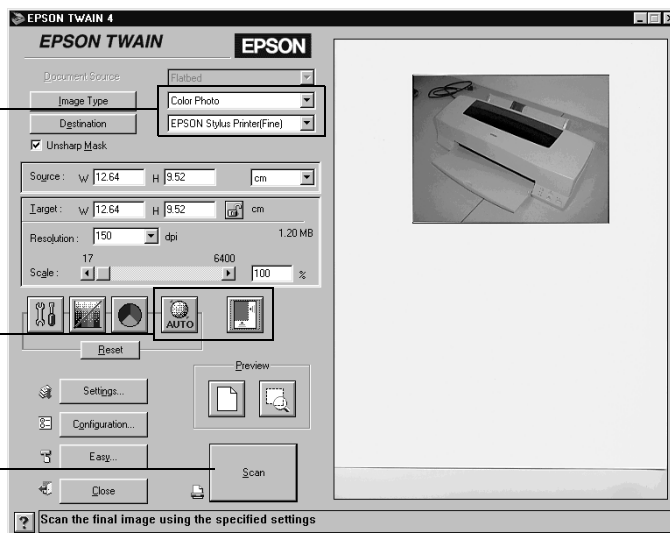 EPSON TWAIN 4
EPSON TWAIN
EPSON
Document Source
Flatbed
Image Type
Color Photo
Destination
EPSON Stylus Printer(Fine)
Unsharp Mask
Source : W 12.64 H 9.52 cm
Target : W 12.64 H 9.52 cm
Resolution : 150 dpi 1.20 MB
17 6400
Scale : 100 %
AUTO
Reset
Preview
Settings...
Configuration...
Easy...
Scan
Close
? Scan the final image using the specified settings